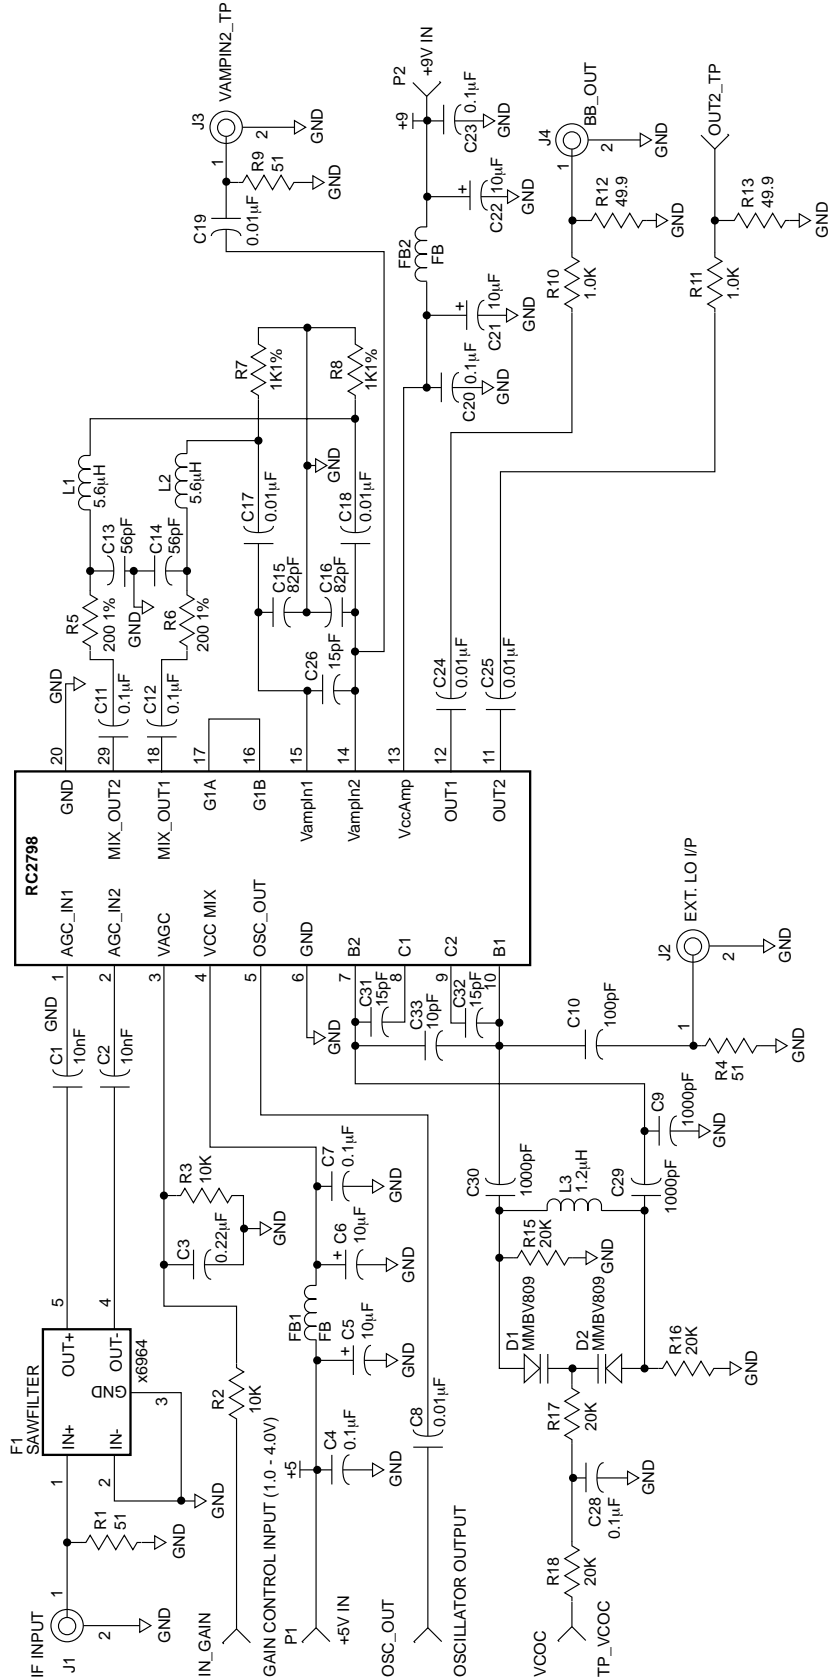 IF INPUT
J1
1
2
GND
R1
51
GND
F1
SAWFILTER
IN+
IN-
OUT+
OUT-
GND
x6964
1
2
3
4
5
GND
C1
10nF
GND
C2
10nF
IN_GAIN
GAIN CONTROL INPUT (1.0 - 4.0V)
R2
10K
C3
0.22µF
R3
10K
GND
P1
+5V IN
+5
C4
0.1µF
GND
FB1
FB
C5
10µF
+
GND
C6
10µF
+
GND
C7
0.1µF
GND
OSC_OUT
OSCILLATOR OUTPUT
C8
0.01µF
VCOC
TP_VCOC
R18
20K
C28
0.1µF
GND
R17
20K
D1
MMBV809
D2
MMBV809
R15
20K
GND
R16
20K
GND
L3
1.2µH
C30
1000pF
C29
1000pF
C9
1000pF
GND
C10
100pF
R4
51
GND
J2
EXT. LO I/P
1
2
GND
C31
15pF
C33
10pF
C32
15pF
GND
RC2798
AGC_IN1
AGC_IN2
VAGC
VCC MIX
OSC_OUT
GND
B2
C1
C2
B1
1
2
3
4
5
6
7
8
9
10
GND
MIX_OUT2
MIX_OUT1
G1A
G1B
VampIn1
VampIn2
VccAmp
OUT1
OUT2
20
29
18
17
16
15
14
13
12
11
GND
C11
0.1µF
C12
0.1µF
R5
200 1%
R6
200 1%
GND
C13
56pF
C14
56pF
L1
5.6µH
L2
5.6µH
C26
15pF
C15
82pF
C16
82pF
C17
0.01µF
C18
0.01µF
GND
R7
1K1%
R8
1K1%
C19
0.01µF
R9
51
GND
J3
VAMPIN2_TP
1
2
GND
C20
0.1µF
GND
C21
10µF
+
GND
FB2
FB
C22
10µF
+
GND
C23
0.1µF
GND
+9
P2
+9V IN
C24
0.01µF
C25
0.01µF
R10
1.0K
R12
49.9
GND
J4
BB_OUT
1
2
GND
R11
1.0K
R13
49.9
GND
OUT2_TP